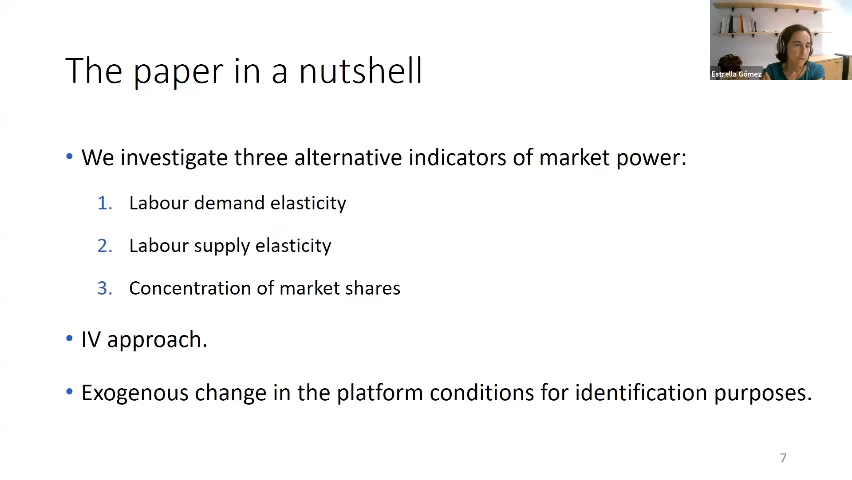 The paper in a nutshell
Estrella Gómez
• We investigate three alternative indicators of market power:
1. Labour demand elasticity
2. Labour supply elasticity
3. Concentration of market shares
• IV approach.
• Exogenous change in the platform conditions for identification purposes.
7